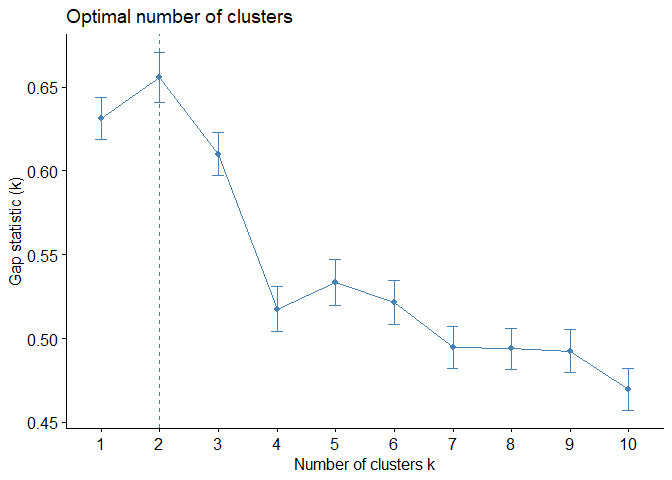 Optimal number of clusters
Gap statistic (k)
0.65
0.60
0.55
0.50
0.45
1 2 3 4 5 6 7 8 9 10
Number of clusters k